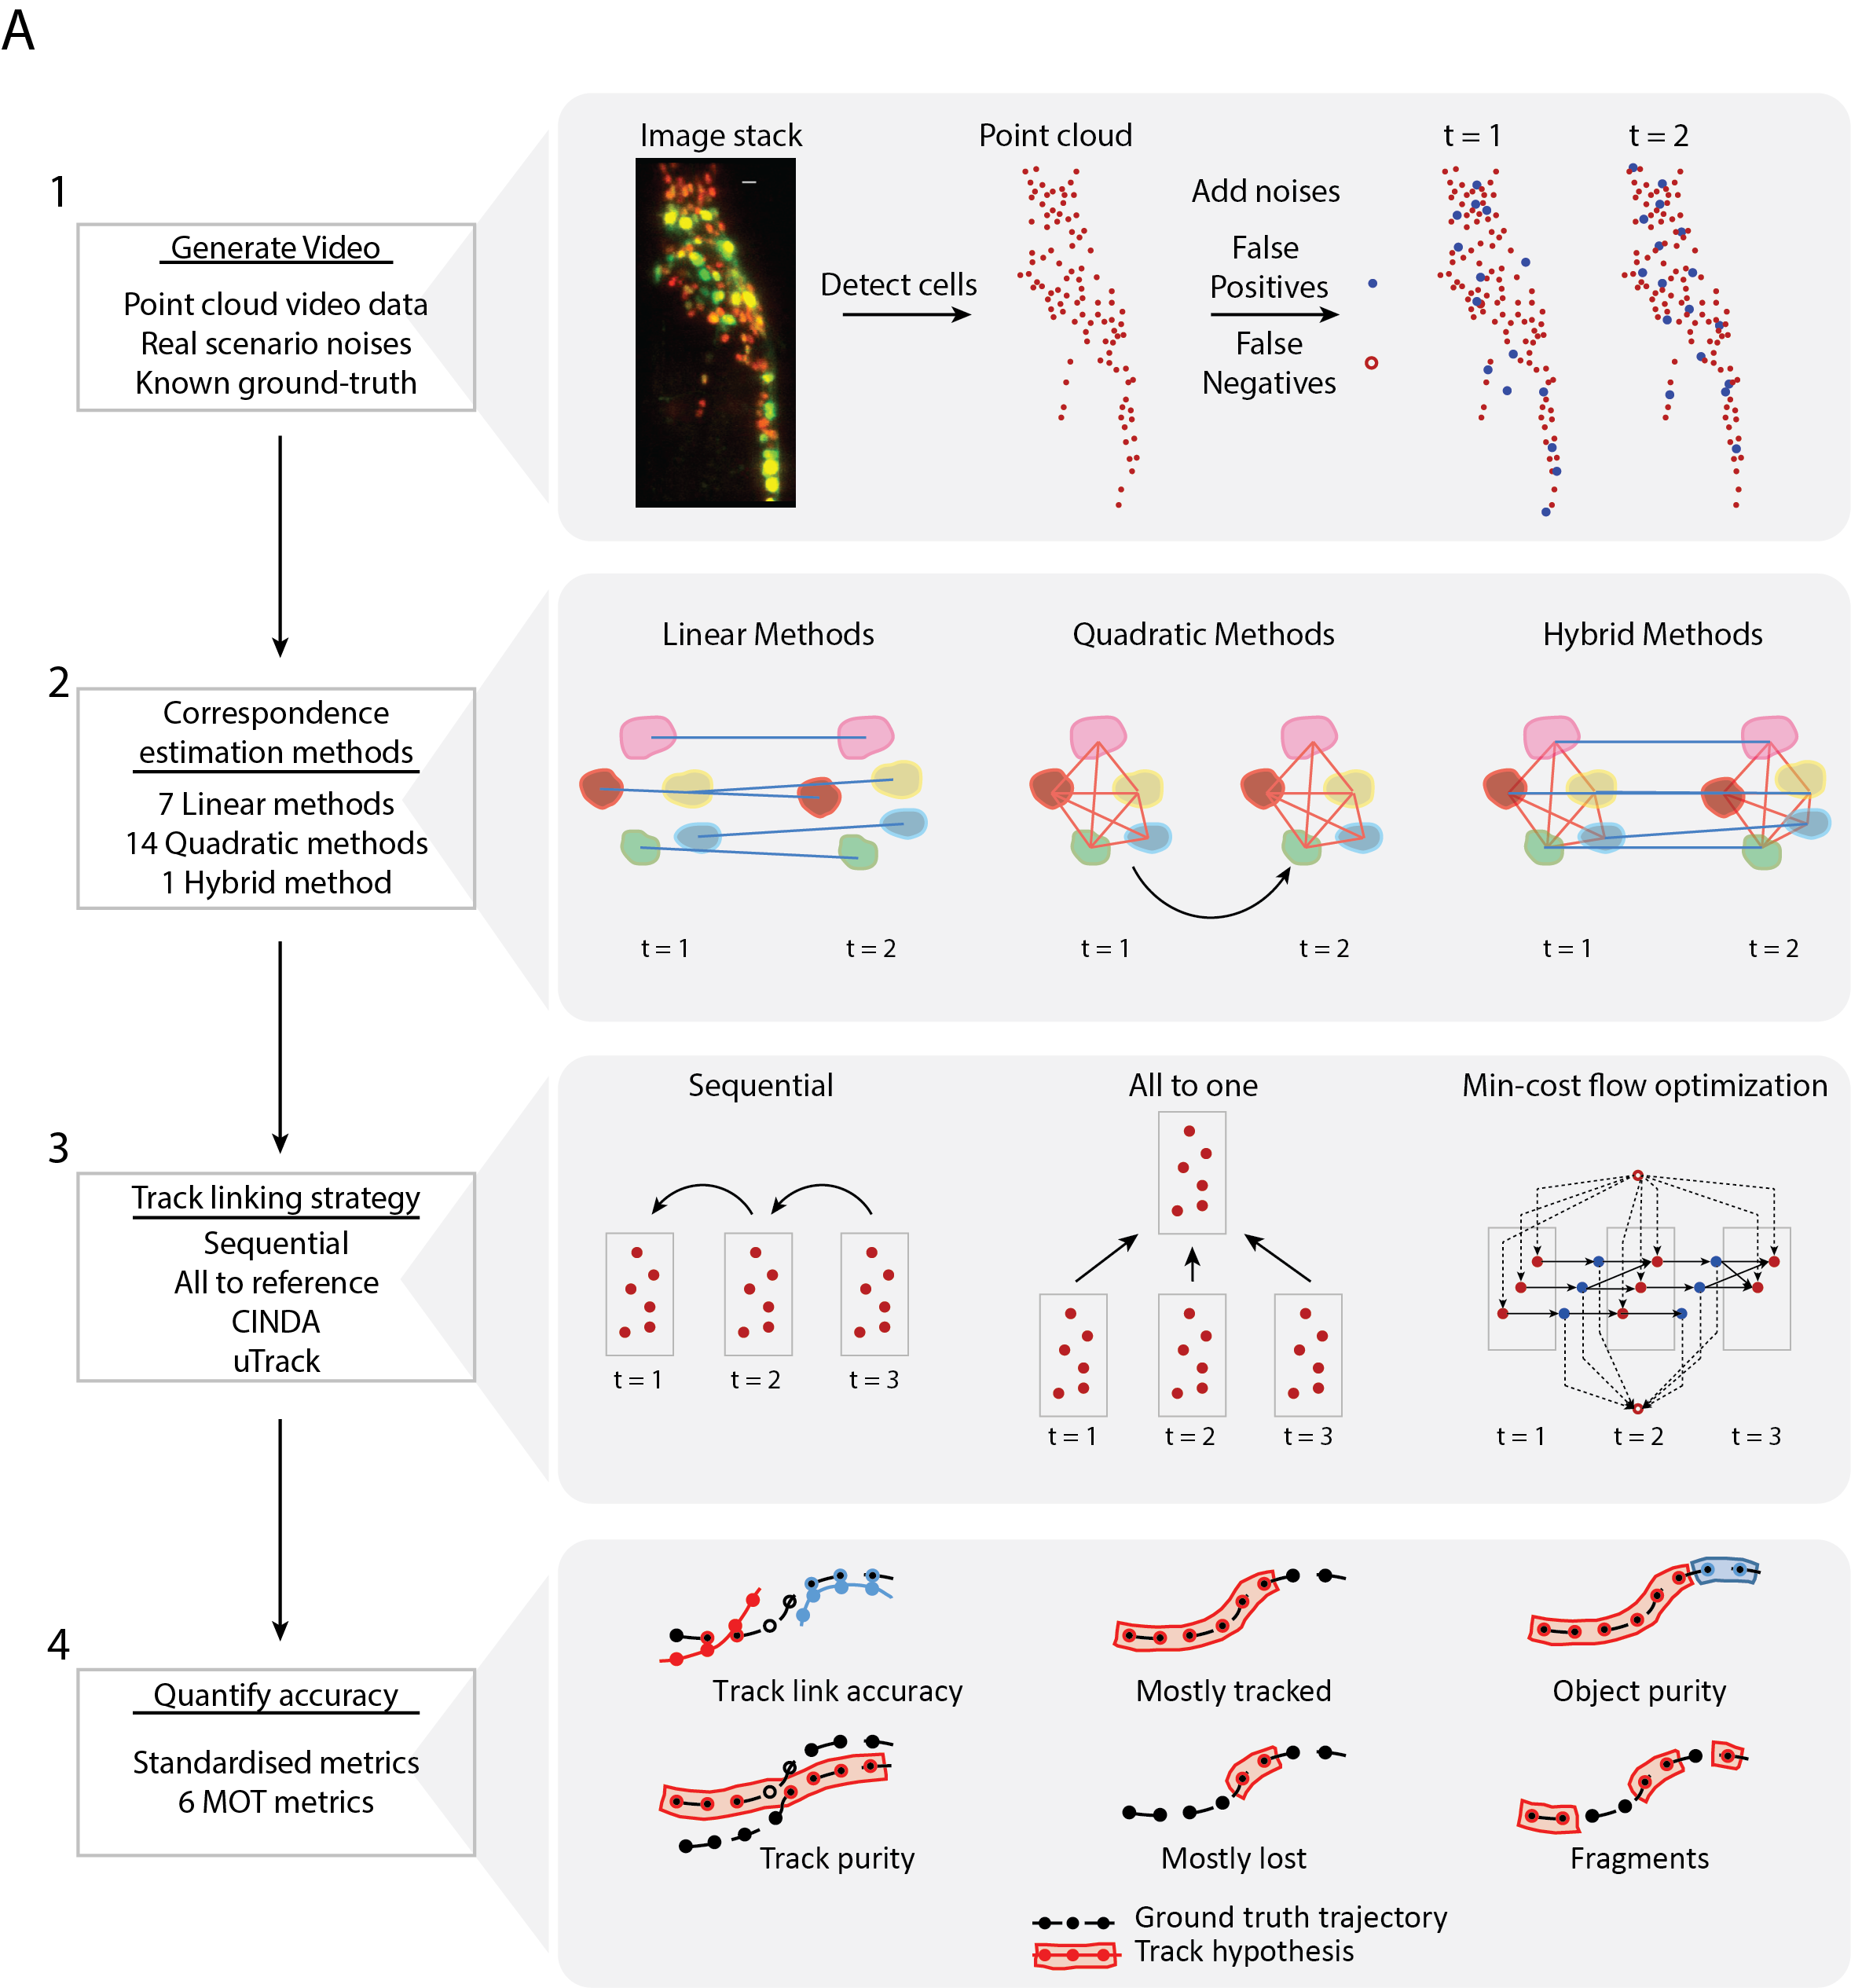 A
1
Generate Video
Point cloud video data
Real scenario noises
Known ground-truth
Image stack
Detect cells
Point cloud
Add noises
False
Positives
False
Negatives
t = 1
t = 2
2
Correspondence
estimation methods
7 Linear methods
14 Quadratic methods
1 Hybrid method
Linear Methods
t = 1
t = 2
Quadratic Methods
t = 1
t = 2
Hybrid Methods
t = 1
t = 2
3
Track linking strategy
Sequential
All to reference
CINDA
uTrack
Sequential
t = 1
t = 2
t = 3
All to one
t = 1
t = 2
t = 3
Min-cost flow optimization
t = 1
t = 2
t = 3
4
Quantify accuracy
Standardised metrics
6 MOT metrics
Track link accuracy
Mostly tracked
Object purity
Track purity
Mostly lost
Fragments
Ground truth trajectory
Track hypothesis